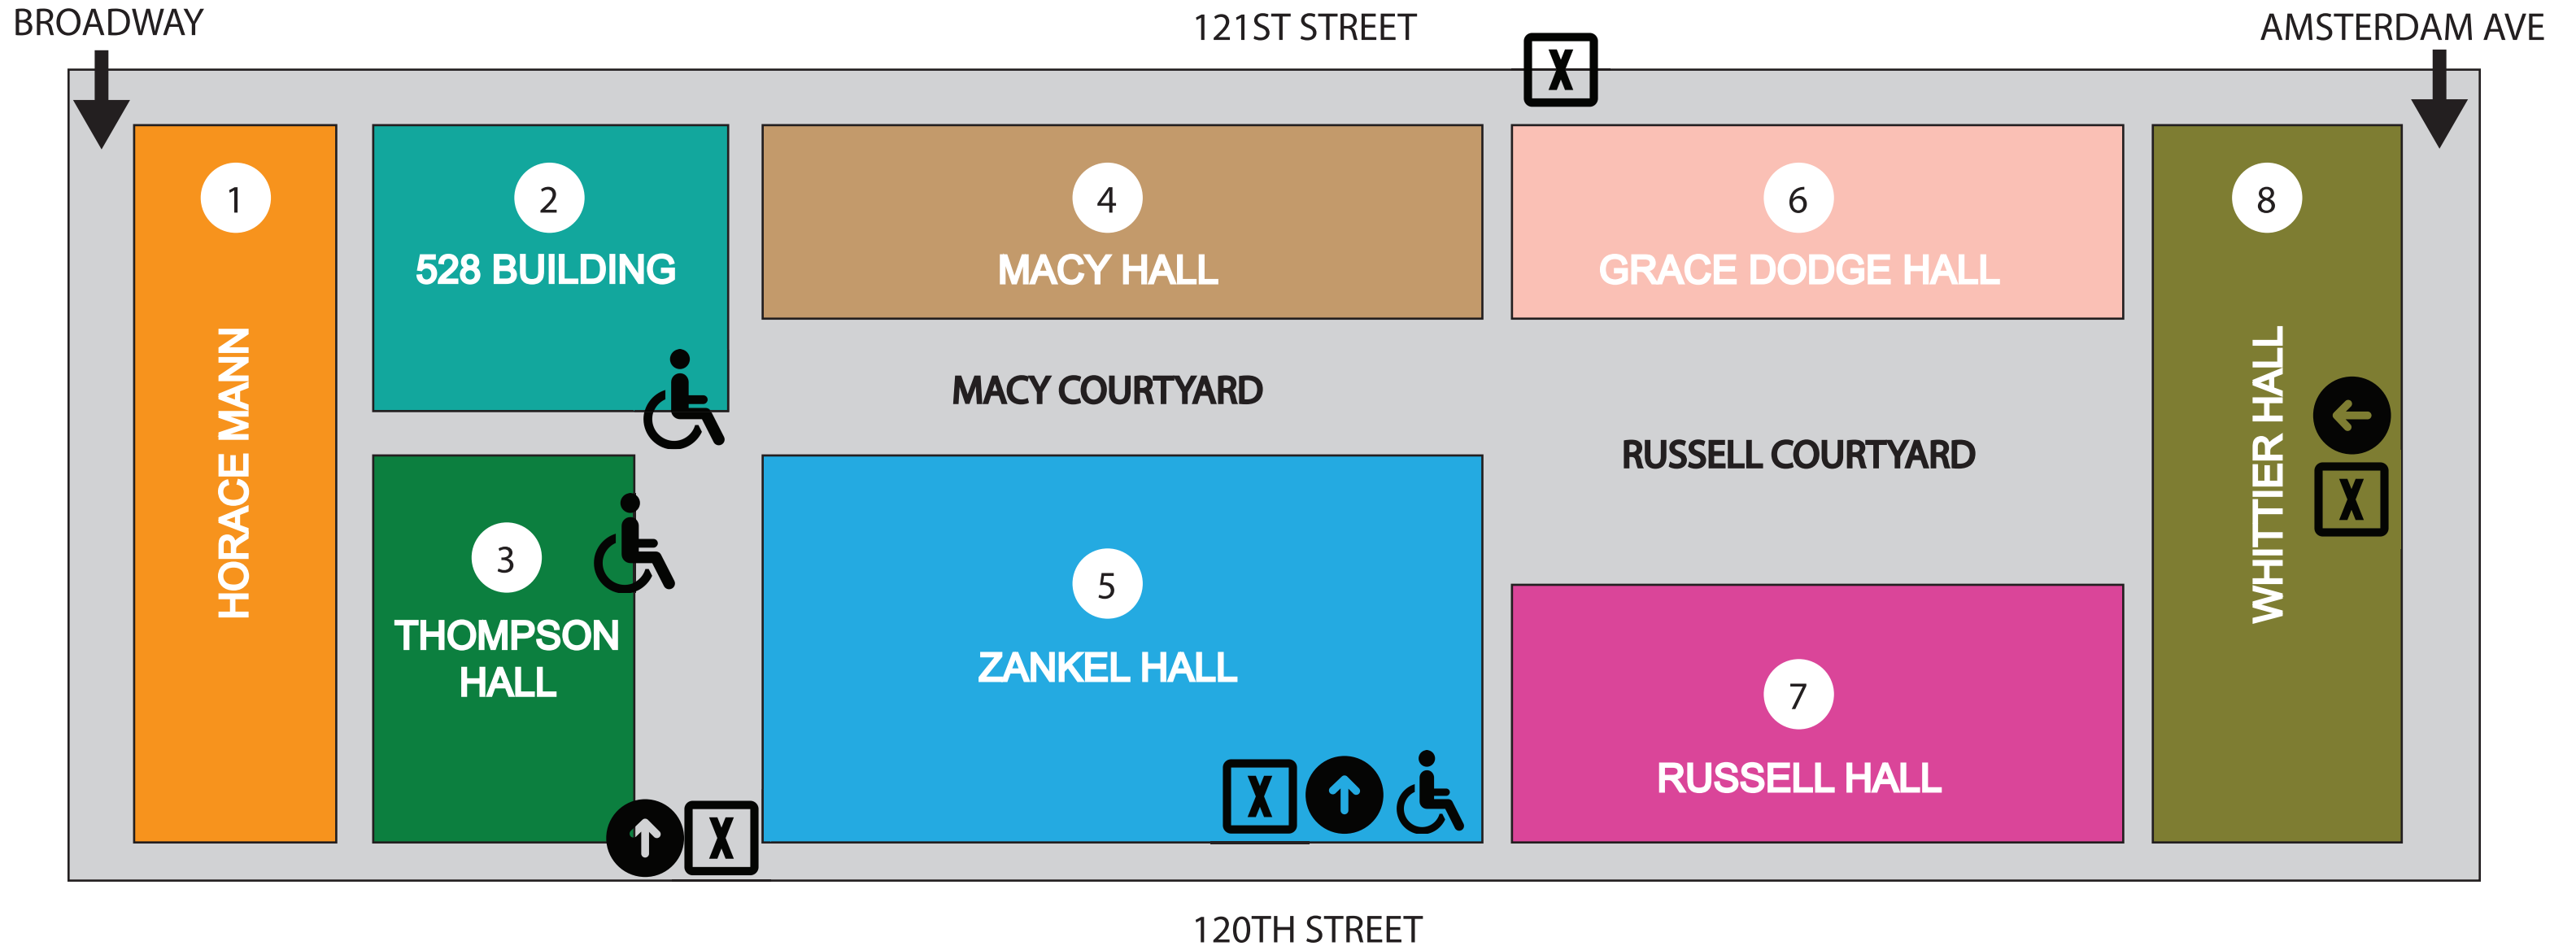 BROADWAY
121ST STREET
AMSTERDAM AVE
X
1
HORACE MANN
2
528 BUILDING
3
THOMPSON
HALL
4
MACY HALL
MACY COURTYARD
5
ZANKEL HALL
6
GRACE DODGE HALL
RUSSELL COURTYARD
7
RUSSELL HALL
8
WHITTIER HALL
X
X
X
120TH STREET